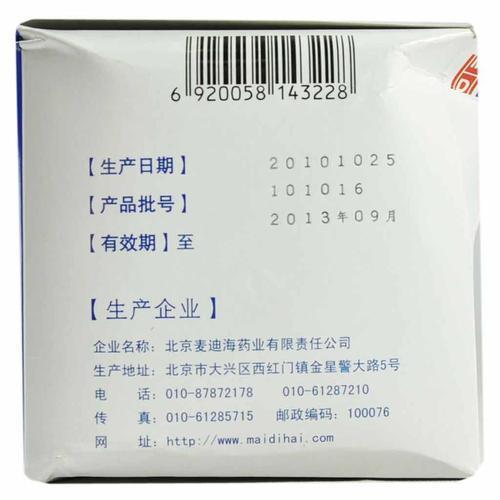 6 920058 143228
【生产日期】 20101025
【产品批号】 101016
【有效期】至 2013年09月
【生产企业】
企业名称：北京麦迪海药业有限责任公司
生产地址：北京市大兴区西红门镇金星警大路5号
电 话：010-87872178 010-61287210
传 真：010-61285715 邮政编码：100076
网 址：http://www.maidihai.com